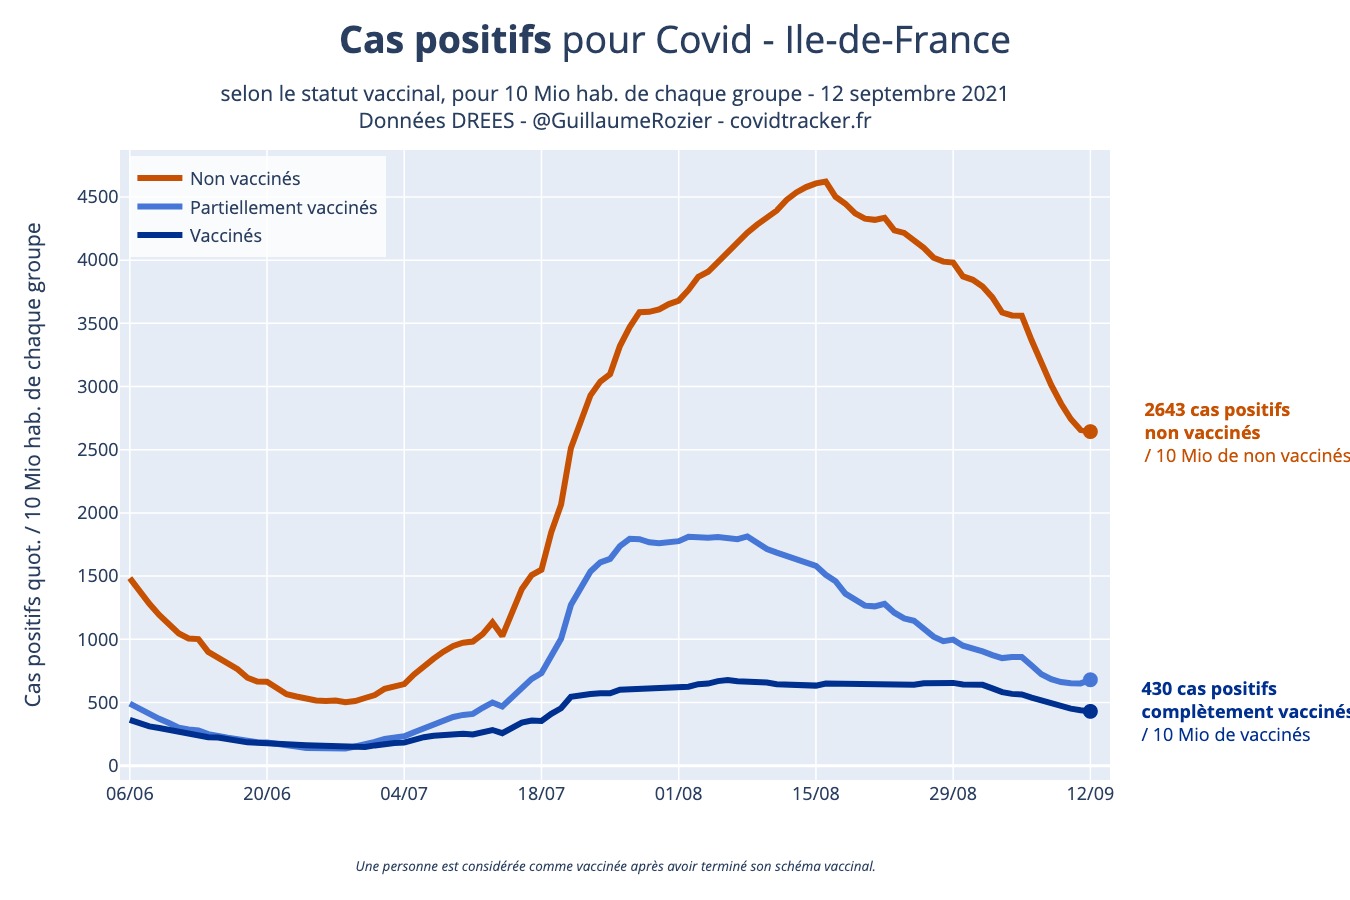 Cas positifs pour Covid - Ile-de-France
selon le statut vaccinal, pour 10 Mio hab. de chaque groupe - 12 septembre 2021
Données DREES - @GuillaumeRozier - covidtracker.fr
Non vaccinés
Partiellement vaccinés
Vaccinés
Cas positifs quot. / 10 Mio hab. de chaque groupe
4500
4000
3500
3000
2500
2000
1500
1000
500
0
06/06
20/06
04/07
18/07
01/08
15/08
29/08
12/09
2643 cas positifs
non vaccinés
/ 10 Mio de non vaccinés
430 cas positifs
complètement vaccinés
/ 10 Mio de vaccinés
Une personne est considérée comme vaccinée après avoir terminé son schéma vaccinal.